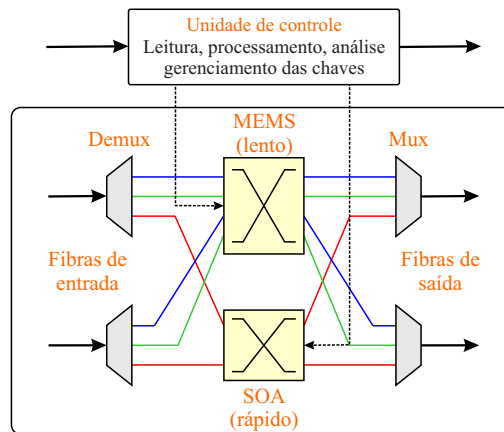 Unidade de controle
Leitura, processamento, análise
gerenciamento das chaves
MEMS
(lento)
Demux
Mux
Fibras de
entrada
Fibras de
saída
SOA
(rápido)